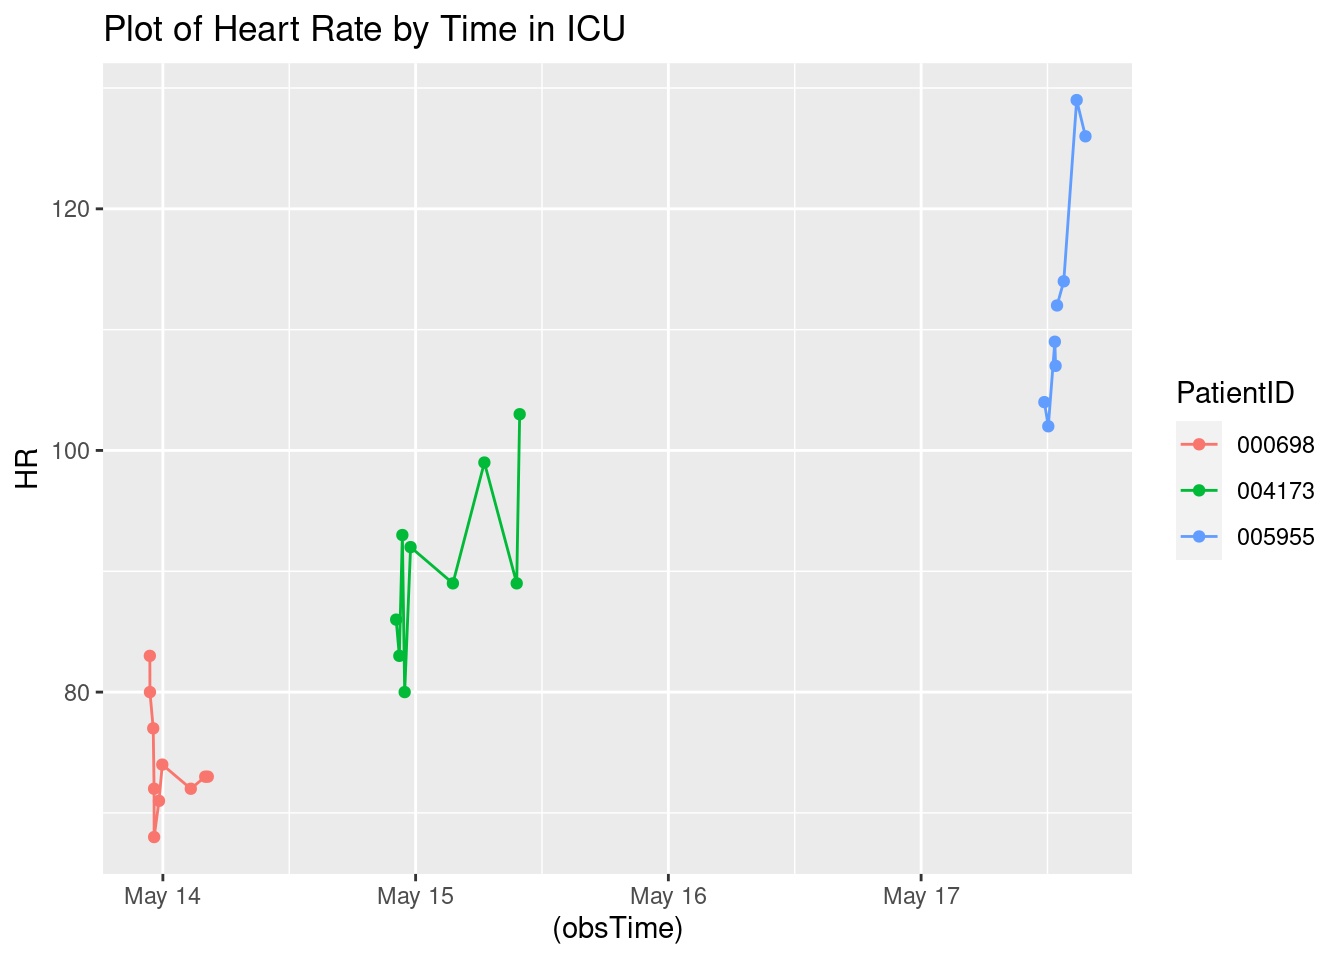 Plot of Heart Rate by Time in ICU
HR
120
100
80
May 14
May 15
May 16
May 17
(obsTime)
PatientID
000698
004173
005955